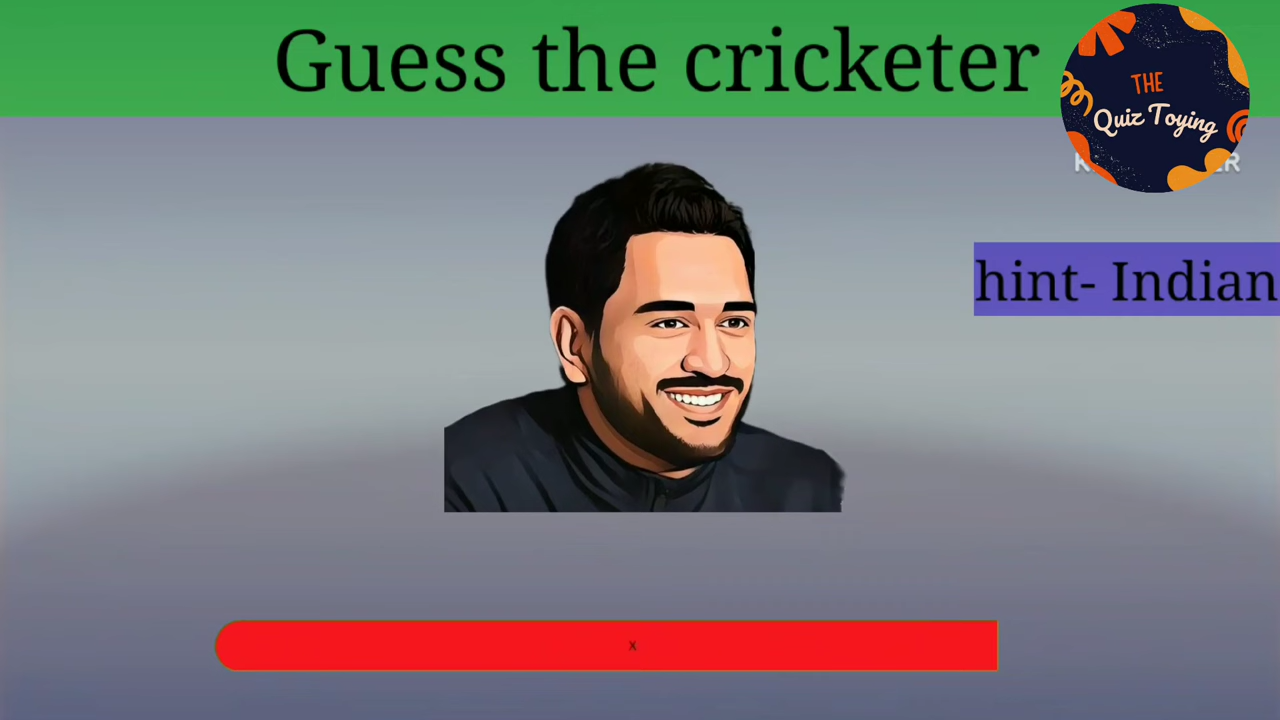 Guess the cricketer
THE
Quiz Toying
hint- Indian
x